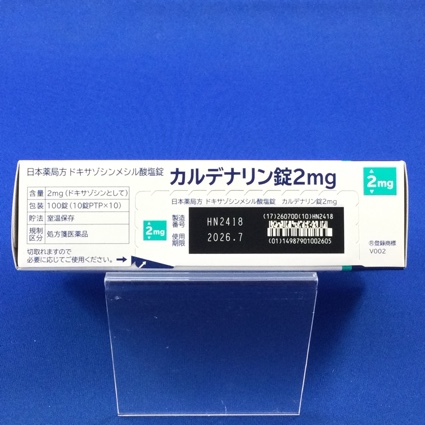 日本薬局方 ドキサゾシンメシル酸塩錠 カルデナリン錠2mg
2mg
含量 2mg(ドキサゾシンとして)
包装 100錠(10錠PTP×10)
貯法 室温保存
規制区分 処方箋医薬品
切取れますので
必要に応じてご使用ください。
2mg
日本薬局方 ドキサゾシンメシル酸塩錠 カルデナリン錠2mg
製造番号 HN2418
使用期限 2026.7
(17)260700(10)HN2418
(01)14987901002605
®登録商標
V002